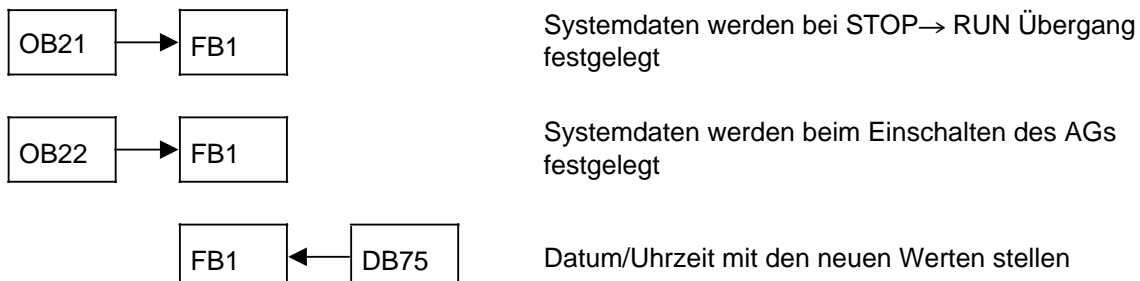 OB21 FB1 Systemdaten werden bei STOP→ RUN Übergang
festgelegt
OB22 FB1 Systemdaten werden beim Einschalten des AGs
festgelegt
FB1 DB75 Datum/Uhrzeit mit den neuen Werten stellen